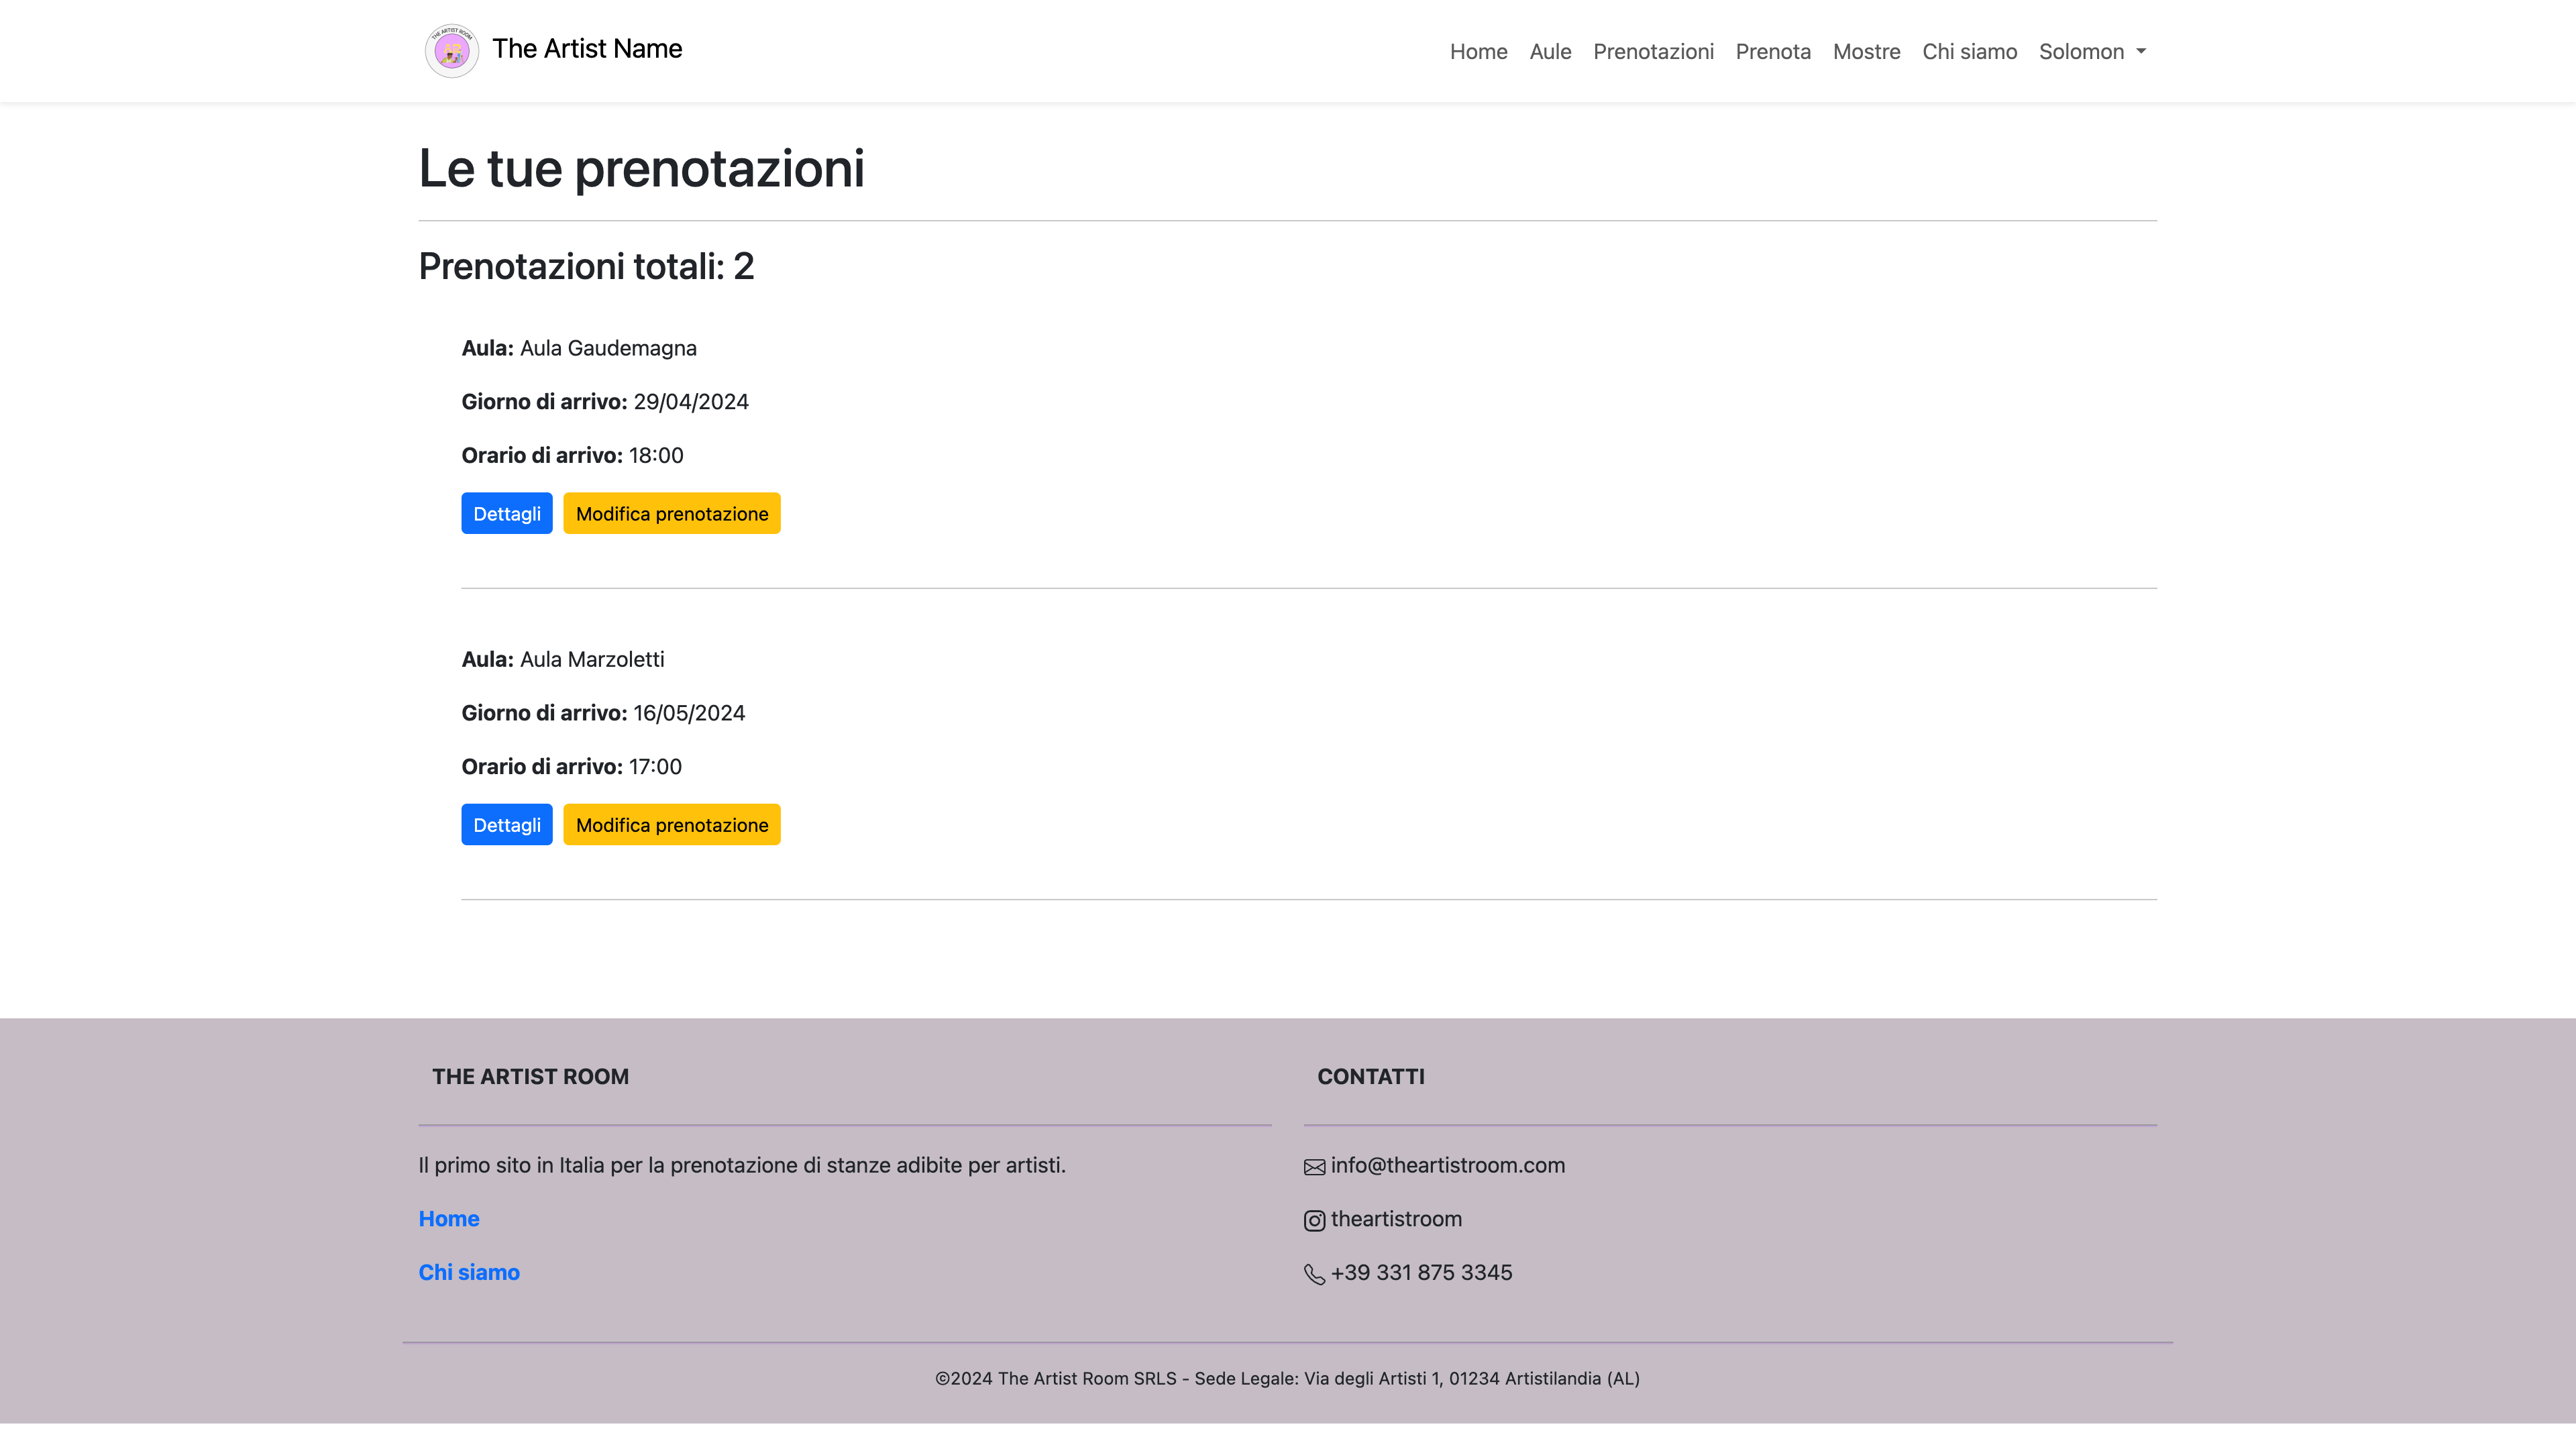 THE ARTIST ROOM
The Artist Name
Home Aule Prenotazioni Prenota Mostre Chi siamo Solomon
Le tue prenotazioni
Prenotazioni totali: 2
Aula: Aula Gaudemagna
Giorno di arrivo: 29/04/2024
Orario di arrivo: 18:00
Dettagli Modifica prenotazione
Aula: Aula Marzoletti
Giorno di arrivo: 16/05/2024
Orario di arrivo: 17:00
Dettagli Modifica prenotazione
THE ARTIST ROOM
Il primo sito in Italia per la prenotazione di stanze adibite per artisti.
Home
Chi siamo
CONTATTI
info@theartistroom.com
theartistroom
+39 331 875 3345
©2024 The Artist Room SRLS - Sede Legale: Via degli Artisti 1, 01234 Artistilandia (AL)